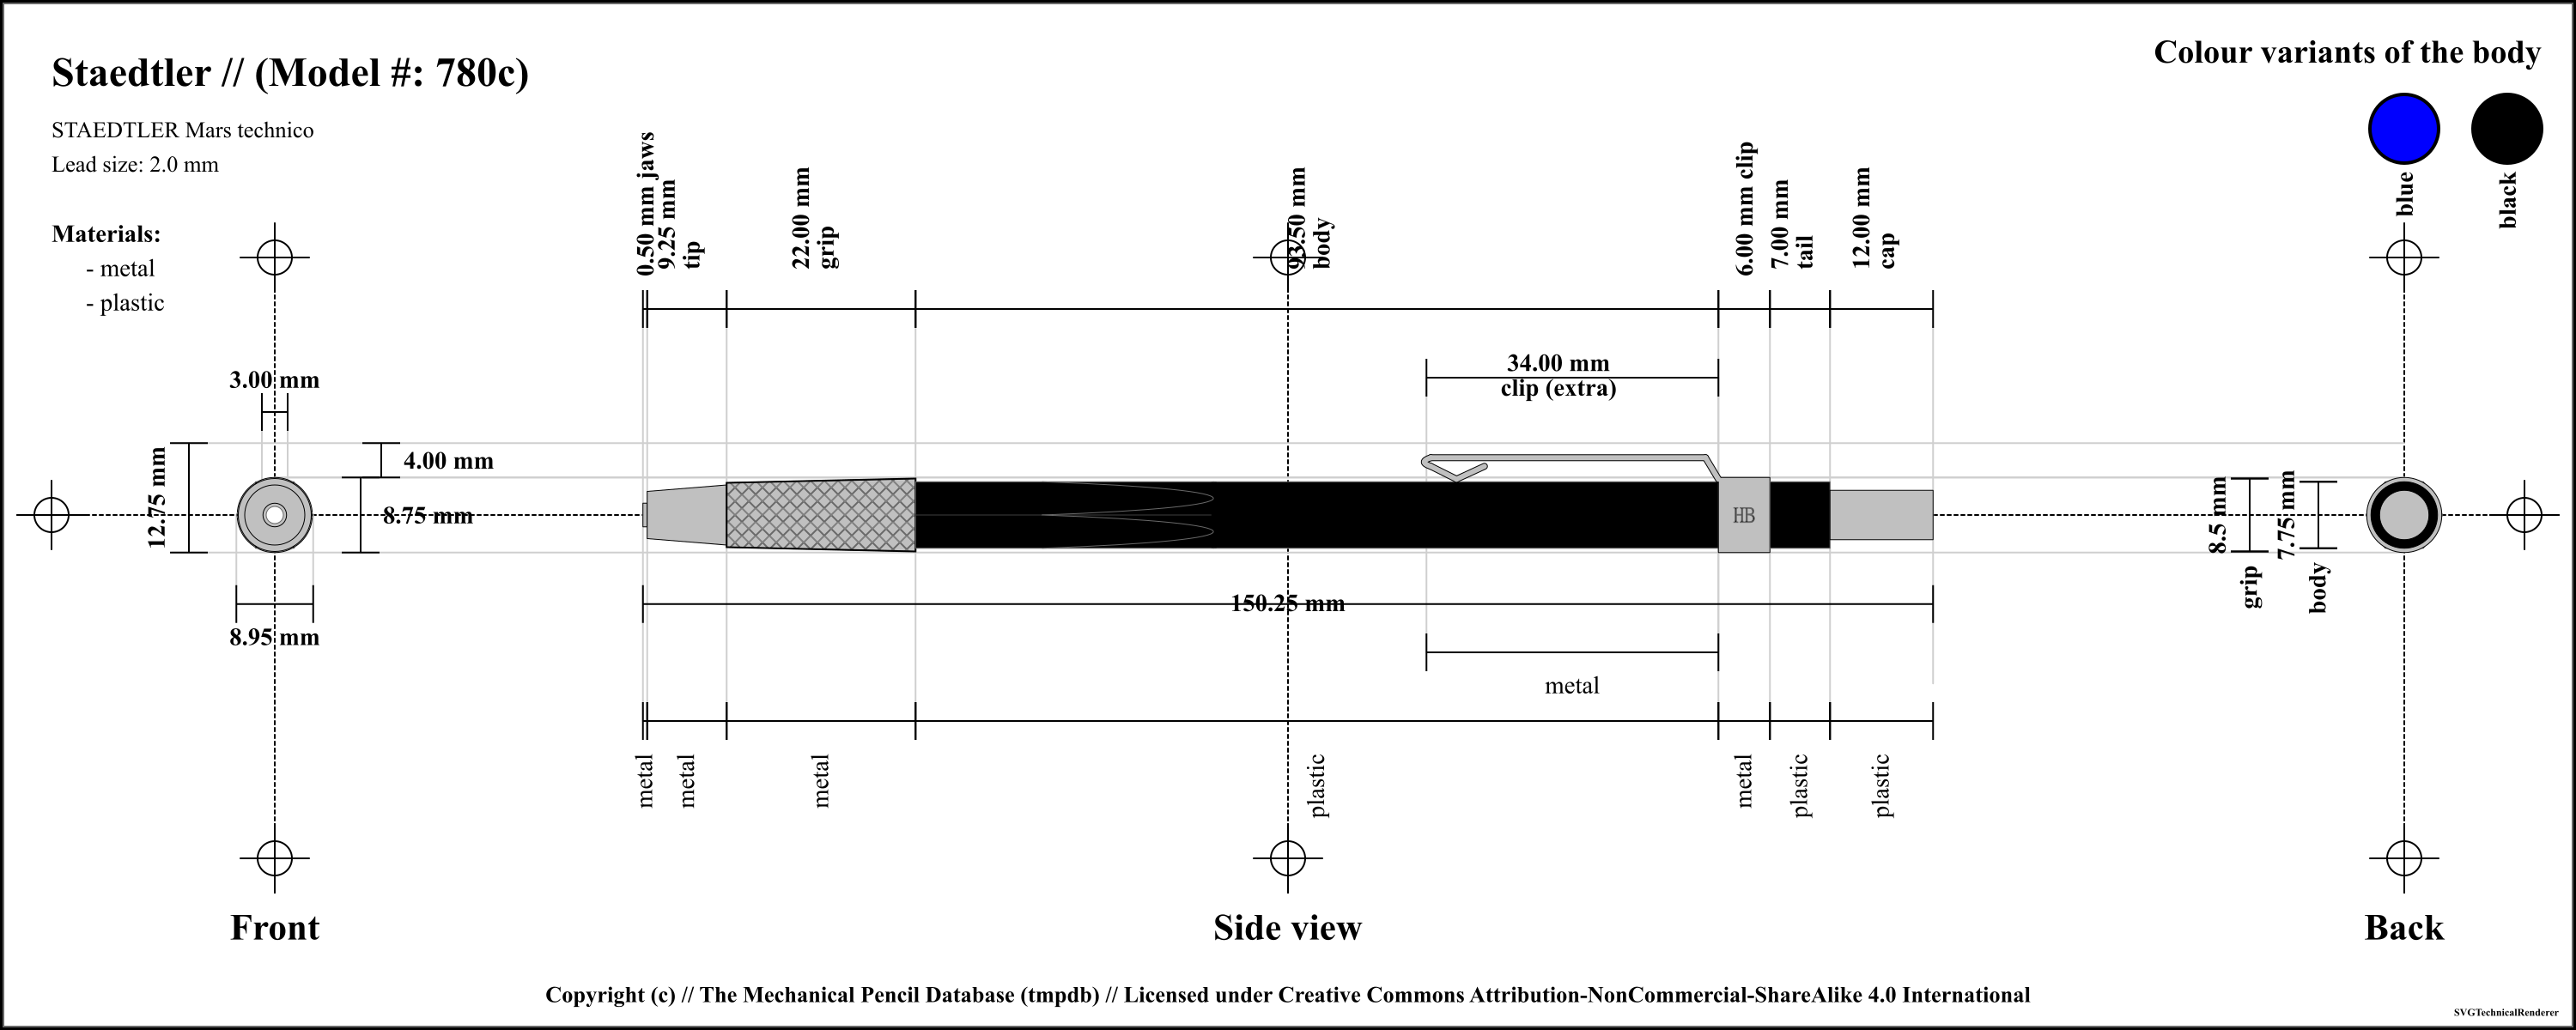 Staedtler // (Model #: 780c)
STAEDTLER Mars technico
Lead size: 2.0 mm
Materials:
- metal
- plastic
Colour variants of the body
blue
black
0.50 mm jaws
9.25 mm
tip
22.00 mm
grip
93.50 mm
body
6.00 mm clip
7.00 mm
tail
12.00 mm
cap
34.00 mm
clip (extra)
3.00 mm
12.75 mm
4.00 mm
8.75 mm
8.95 mm
HB
150.25 mm
8.5 mm
grip
7.75 mm
body
metal
metal
metal
metal
plastic
metal
plastic
plastic
Front
Side view
Back
Copyright (c) // The Mechanical Pencil Database (tmpdb) // Licensed under Creative Commons Attribution-NonCommercial-ShareAlike 4.0 International
SVGTechnicalRenderer